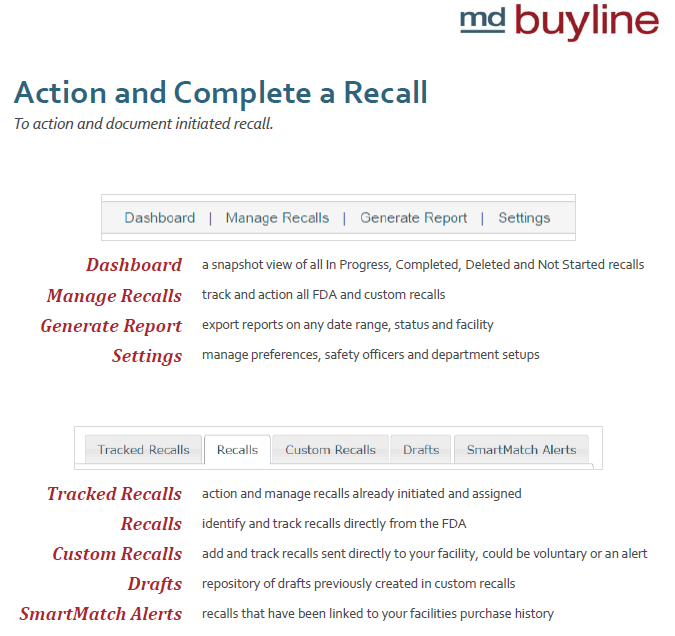 md buyline
Action and Complete a Recall
To action and document initiated recall.
Dashboard | Manage Recalls | Generate Report | Settings
Dashboard a snapshot view of all In Progress, Completed, Deleted and Not Started recalls
Manage Recalls track and action all FDA and custom recalls
Generate Report export reports on any date range, status and facility
Settings manage preferences, safety officers and department setups
Tracked Recalls Recalls Custom Recalls Drafts SmartMatch Alerts
Tracked Recalls action and manage recalls already initiated and assigned
Recalls identify and track recalls directly from the FDA
Custom Recalls add and track recalls sent directly to your facility, could be voluntary or an alert
Drafts repository of drafts previously created in custom recalls
SmartMatch Alerts recalls that have been linked to your facilities purchase history